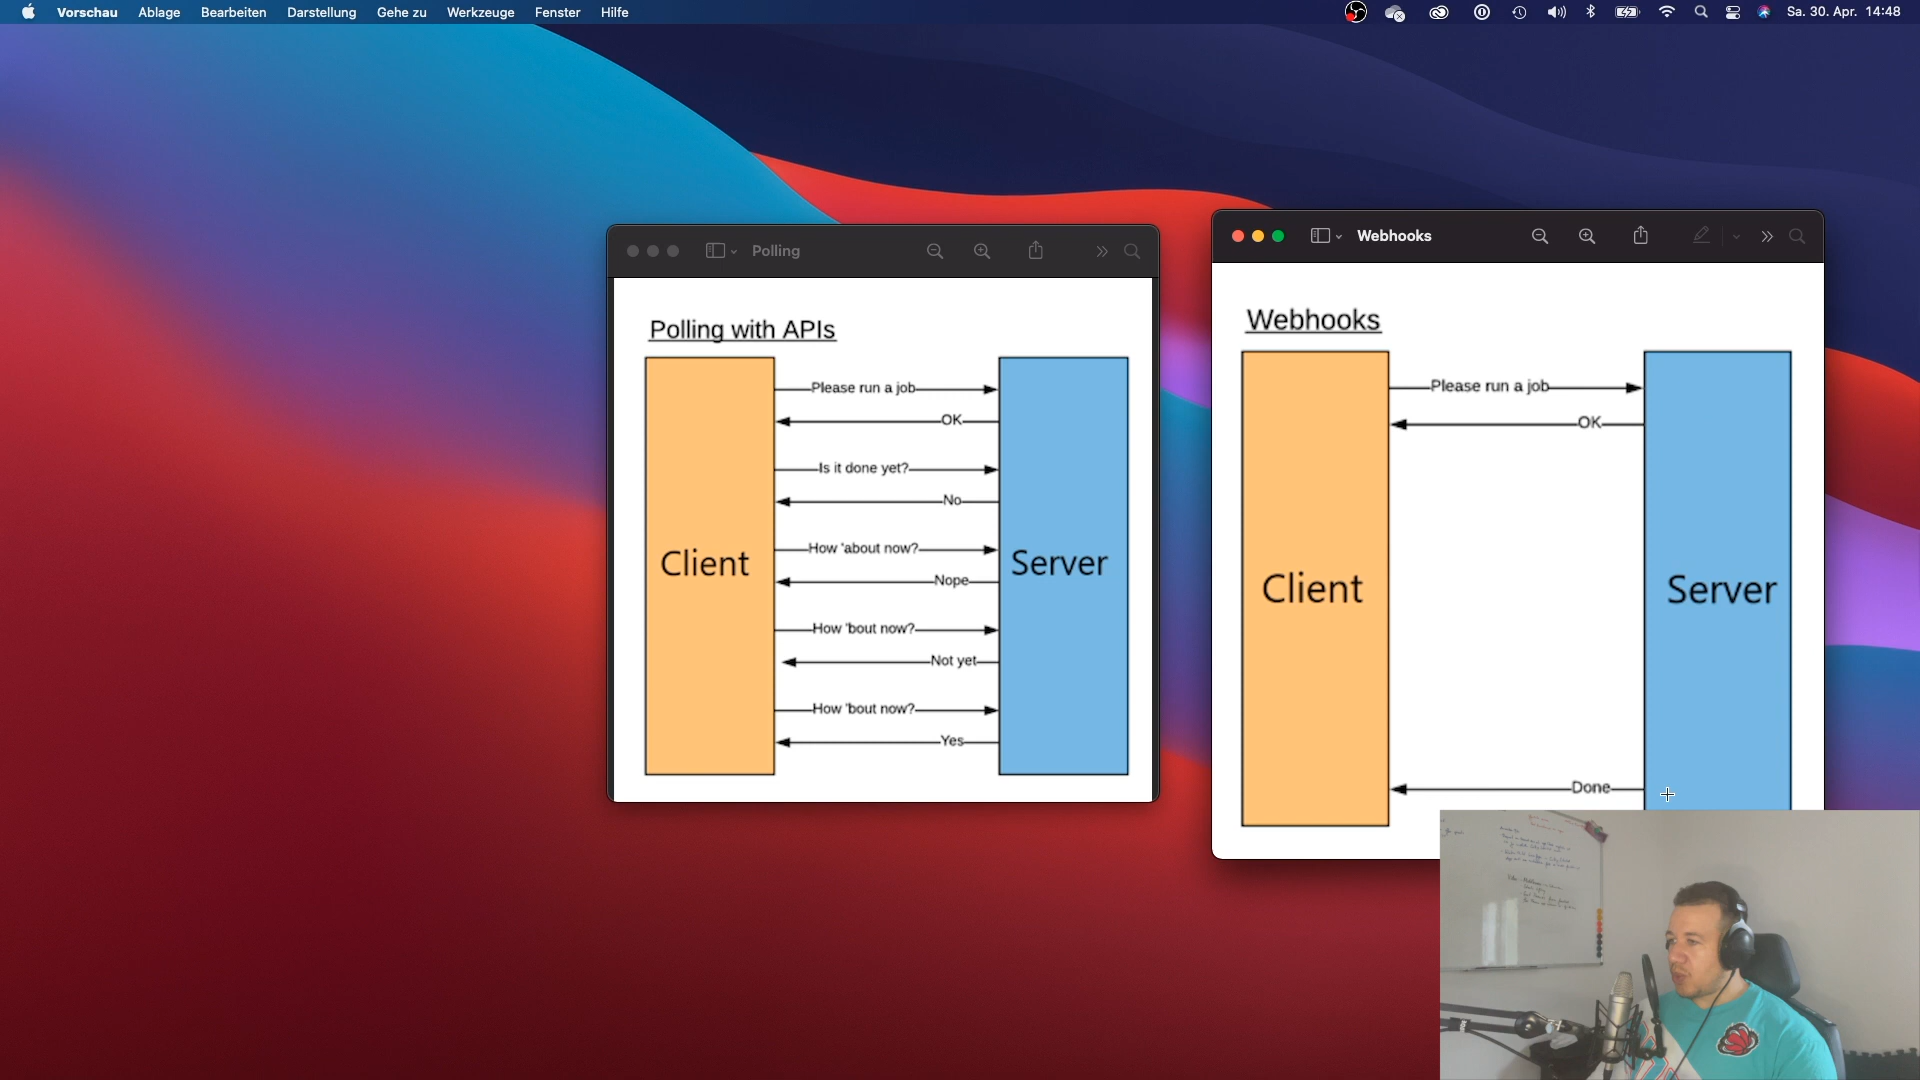 Vorschau Ablage Bearbeiten Darstellung Gehe zu Werkzeuge Fenster Hilfe Sa. 30. Apr. 14:48
Polling
Polling with APIs
Client
Server
Please run a job
OK
Is it done yet?
No
How 'about now?
Nope
How 'bout now?
Not yet
How 'bout now?
Yes
Webhooks
Webhooks
Client
Server
Please run a job
OK
Done